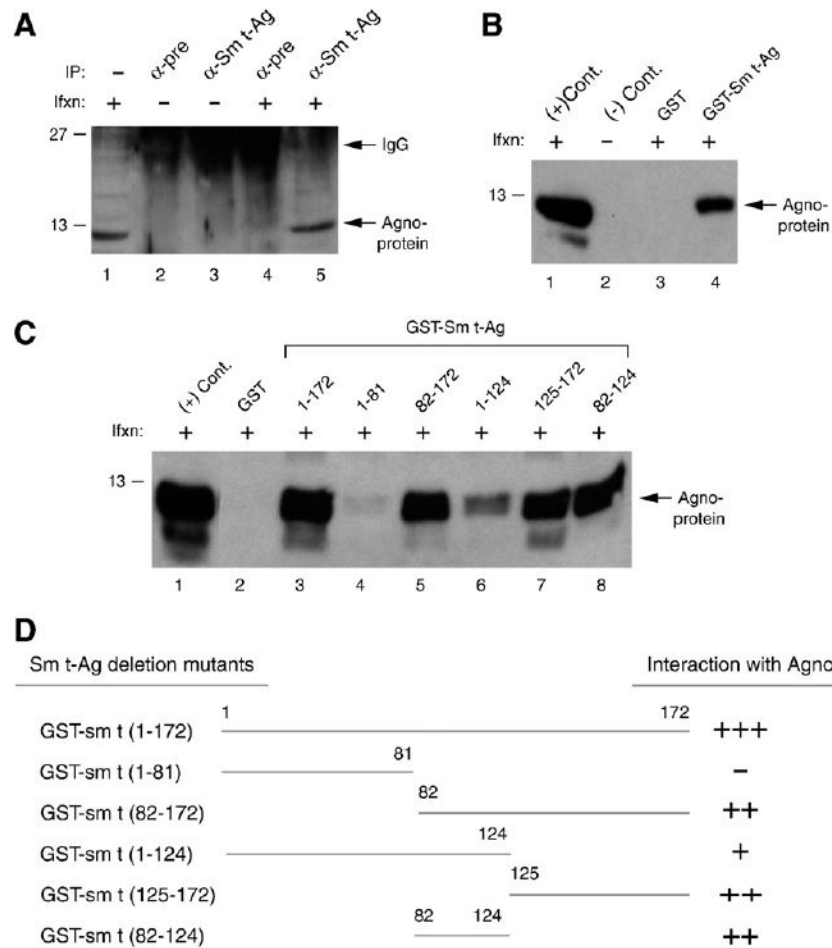 A
IP: – α-pre α-Sm t-Ag α-pre α-Sm t-Ag
Ifxn: + – – + +
27
IgG
13
Agno-
protein
1 2 3 4 5
B
(+)Cont. (-) Cont. GST GST-Sm t-Ag
Ifxn: + – + +
13
Agno-
protein
1 2 3 4
C
GST-Sm t-Ag
(+) Cont. GST 1-172 1-81 82-172 1-124 125-172 82-124
Ifxn: + + + + + + + +
13
Agno-
protein
1 2 3 4 5 6 7 8
D
Sm t-Ag deletion mutants Interaction with Agno
1 172
GST-sm t (1-172) +++
81
GST-sm t (1-81) –
82
GST-sm t (82-172) ++
124
GST-sm t (1-124) +
125
GST-sm t (125-172) ++
82 124
GST-sm t (82-124) ++